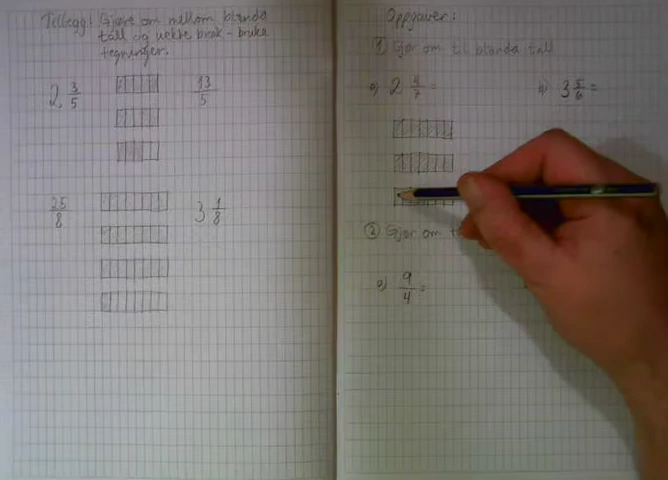 Tillegg: Gjøre om mellom blanda
tall og uekte brøk - bruke
tegninger.
2 3/5
13/5
25/8
3 1/8
Oppgaver:
① Gjør om til blanda tall
a) 2 4/7 =
b) 3 5/6 =
② Gjør om
a) 9/4 =